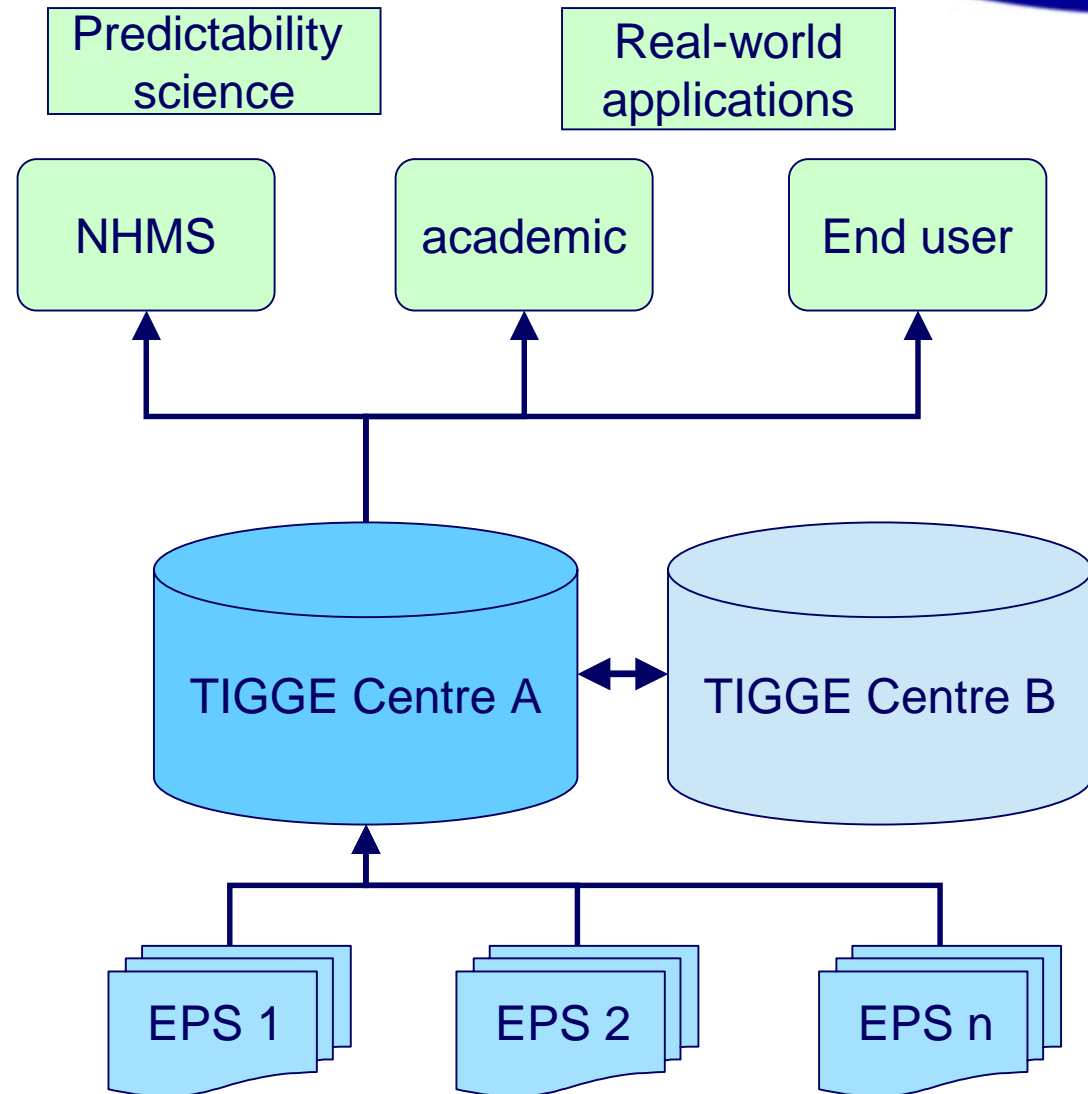 Predictability
science
Real-world
applications
NHMS
academic
End user
TIGGE Centre A
TIGGE Centre B
EPS 1
EPS 2
EPS n